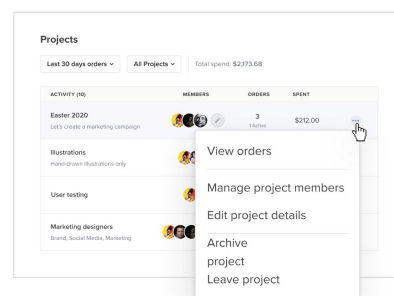 Projects
Last 30 days orders
All Projects
Total spend: $2,173.68
ACTIVITY (10) MEMBERS ORDERS SPENT
Easter 2020 3 $212.00
Let's create a marketing campaign 1 Active
View orders
Illustrations
Hand-drawn illustrations only
Manage project members
User testing
Edit project details
Marketing designers
Brand, Social Media, Marketing
Archive
project
Leave project